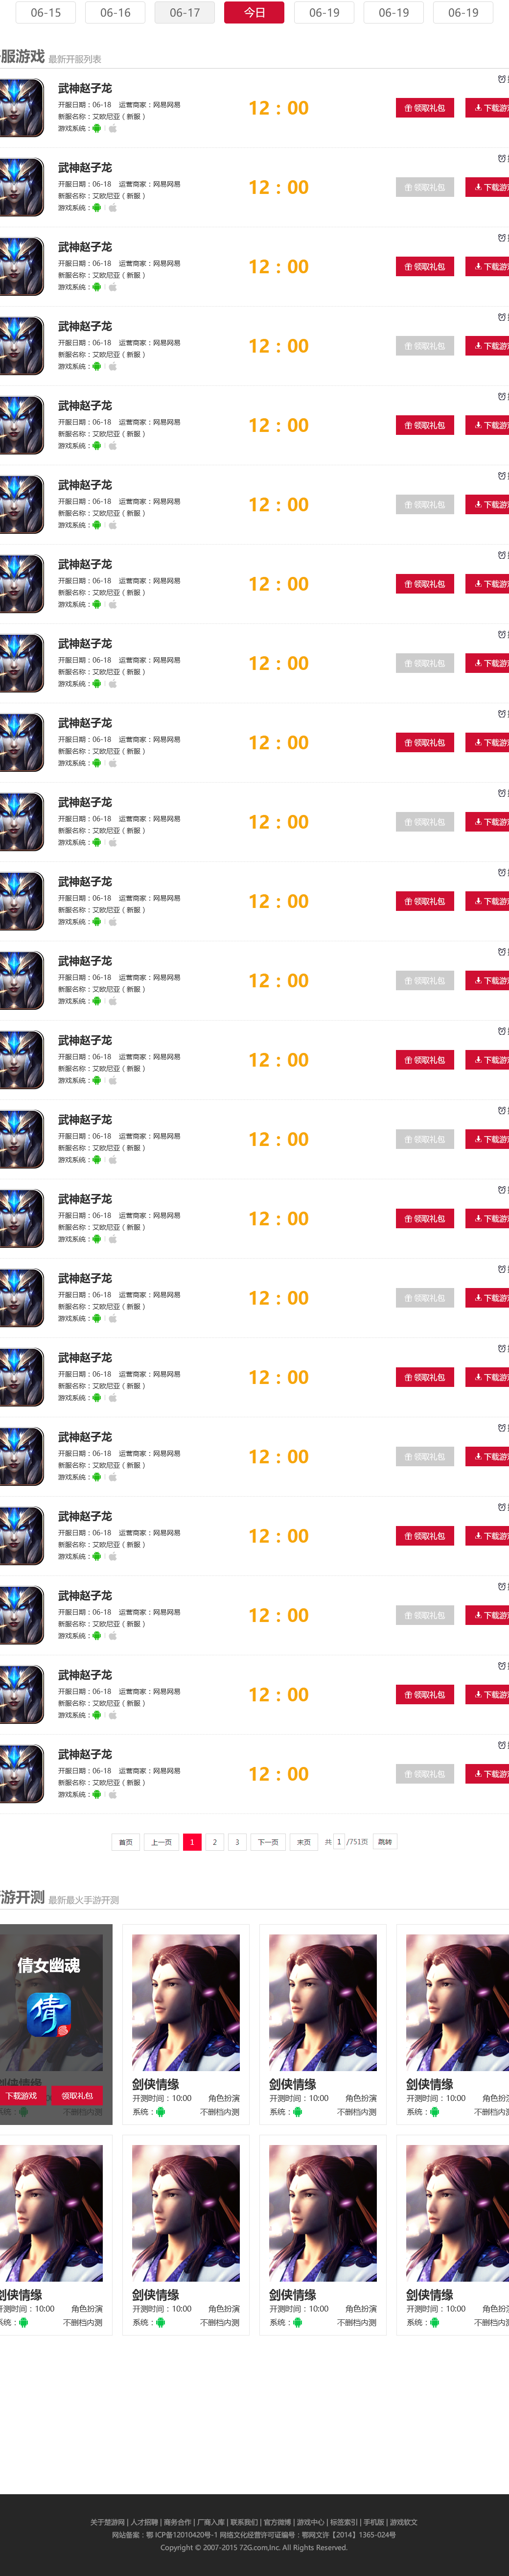 06-15 06-16 06-17 今日 06-19 06-19 06-19
服游戏 最新开服列表
武神赵子龙
开服日期：06-18 运营商家：网易网易
新服名称：艾欧尼亚（新服）
游戏系统：
12：00
领取礼包 下载游
武神赵子龙
开服日期：06-18 运营商家：网易网易
新服名称：艾欧尼亚（新服）
游戏系统：
12：00
领取礼包 下载游
武神赵子龙
开服日期：06-18 运营商家：网易网易
新服名称：艾欧尼亚（新服）
游戏系统：
12：00
领取礼包 下载游
武神赵子龙
开服日期：06-18 运营商家：网易网易
新服名称：艾欧尼亚（新服）
游戏系统：
12：00
领取礼包 下载游
武神赵子龙
开服日期：06-18 运营商家：网易网易
新服名称：艾欧尼亚（新服）
游戏系统：
12：00
领取礼包 下载游
武神赵子龙
开服日期：06-18 运营商家：网易网易
新服名称：艾欧尼亚（新服）
游戏系统：
12：00
领取礼包 下载游
武神赵子龙
开服日期：06-18 运营商家：网易网易
新服名称：艾欧尼亚（新服）
游戏系统：
12：00
领取礼包 下载游
武神赵子龙
开服日期：06-18 运营商家：网易网易
新服名称：艾欧尼亚（新服）
游戏系统：
12：00
领取礼包 下载游
武神赵子龙
开服日期：06-18 运营商家：网易网易
新服名称：艾欧尼亚（新服）
游戏系统：
12：00
领取礼包 下载游
武神赵子龙
开服日期：06-18 运营商家：网易网易
新服名称：艾欧尼亚（新服）
游戏系统：
12：00
领取礼包 下载游
武神赵子龙
开服日期：06-18 运营商家：网易网易
新服名称：艾欧尼亚（新服）
游戏系统：
12：00
领取礼包 下载游
武神赵子龙
开服日期：06-18 运营商家：网易网易
新服名称：艾欧尼亚（新服）
游戏系统：
12：00
领取礼包 下载游
武神赵子龙
开服日期：06-18 运营商家：网易网易
新服名称：艾欧尼亚（新服）
游戏系统：
12：00
领取礼包 下载游
武神赵子龙
开服日期：06-18 运营商家：网易网易
新服名称：艾欧尼亚（新服）
游戏系统：
12：00
领取礼包 下载游
武神赵子龙
开服日期：06-18 运营商家：网易网易
新服名称：艾欧尼亚（新服）
游戏系统：
12：00
领取礼包 下载游
武神赵子龙
开服日期：06-18 运营商家：网易网易
新服名称：艾欧尼亚（新服）
游戏系统：
12：00
领取礼包 下载游
武神赵子龙
开服日期：06-18 运营商家：网易网易
新服名称：艾欧尼亚（新服）
游戏系统：
12：00
领取礼包 下载游
武神赵子龙
开服日期：06-18 运营商家：网易网易
新服名称：艾欧尼亚（新服）
游戏系统：
12：00
领取礼包 下载游
武神赵子龙
开服日期：06-18 运营商家：网易网易
新服名称：艾欧尼亚（新服）
游戏系统：
12：00
领取礼包 下载游
武神赵子龙
开服日期：06-18 运营商家：网易网易
新服名称：艾欧尼亚（新服）
游戏系统：
12：00
领取礼包 下载游
武神赵子龙
开服日期：06-18 运营商家：网易网易
新服名称：艾欧尼亚（新服）
游戏系统：
12：00
领取礼包 下载游
武神赵子龙
开服日期：06-18 运营商家：网易网易
新服名称：艾欧尼亚（新服）
游戏系统：
12：00
领取礼包 下载游
首页 上一页 1 2 3 下一页 末页 共 1 /751页 跳转
游开测 最新最火手游开测
倩女幽魂
倩
下载游戏 领取礼包
不删档内测
剑侠情缘
开测时间：10:00 角色扮演
系统： 不删档内测
剑侠情缘
开测时间：10:00 角色扮演
系统： 不删档内测
剑侠情缘
开测时间：10:00 角色扮
系统： 不删档内
剑侠情缘
开测时间：10:00 角色扮演
系统： 不删档内测
剑侠情缘
开测时间：10:00 角色扮演
系统： 不删档内测
剑侠情缘
开测时间：10:00 角色扮演
系统： 不删档内测
剑侠情缘
开测时间：10:00 角色扮
系统： 不删档内
关于楚游网 | 人才招聘 | 商务合作 | 厂商入库 | 联系我们 | 官方微博 | 游戏中心 | 标签索引 | 手机版 | 游戏软文
网站备案：鄂 ICP备12010420号-1 网络文化经营许可证编号：鄂网文许【2014】1365-024号
Copyright © 2007-2015 72G.com,Inc. All Rights Reserved.